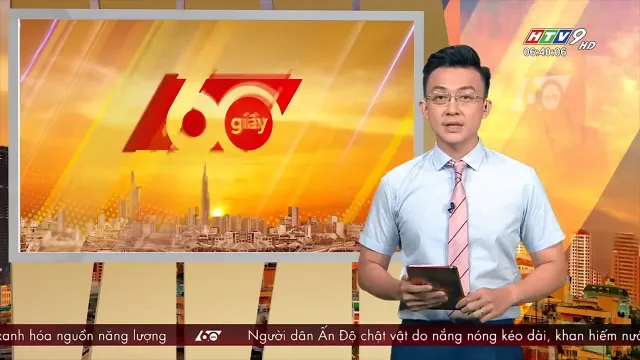 HTV9 HD
06:40:06
60 giây
xanh hóa nguồn năng lượng
60
Người dân Ấn Độ chật vật do nắng nóng kéo dài, khan hiếm nư